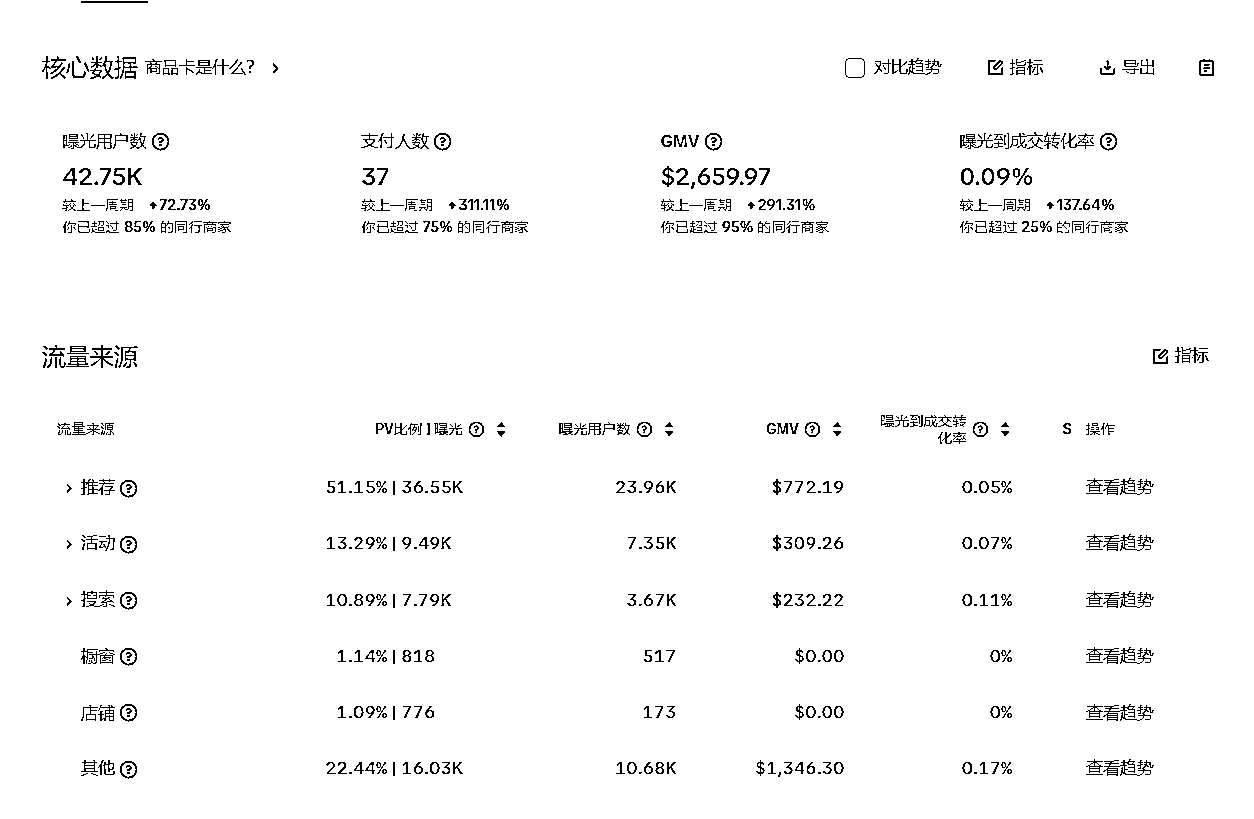 核心数据 商品卡是什么? >
对比趋势 指标 导出
曝光用户数 支付人数 GMV 曝光到成交转化率
42.75K 37 $2,659.97 0.09%
较上一周期 72.73% 较上一周期 311.11% 较上一周期 291.31% 较上一周期 137.64%
你已超过 85% 的同行商家 你已超过 75% 的同行商家 你已超过 95% 的同行商家 你已超过 25% 的同行商家
流量来源 指标
流量来源 PV比例 | 曝光 曝光用户数 GMV 曝光到成交转
化率 S 操作
推荐 51.15% | 36.55K 23.96K $772.19 0.05% 查看趋势
活动 13.29% | 9.49K 7.35K $309.26 0.07% 查看趋势
搜索 10.89% | 7.79K 3.67K $232.22 0.11% 查看趋势
橱窗 1.14% | 818 517 $0.00 0% 查看趋势
店铺 1.09% | 776 173 $0.00 0% 查看趋势
其他 22.44% | 16.03K 10.68K $1,346.30 0.17% 查看趋势